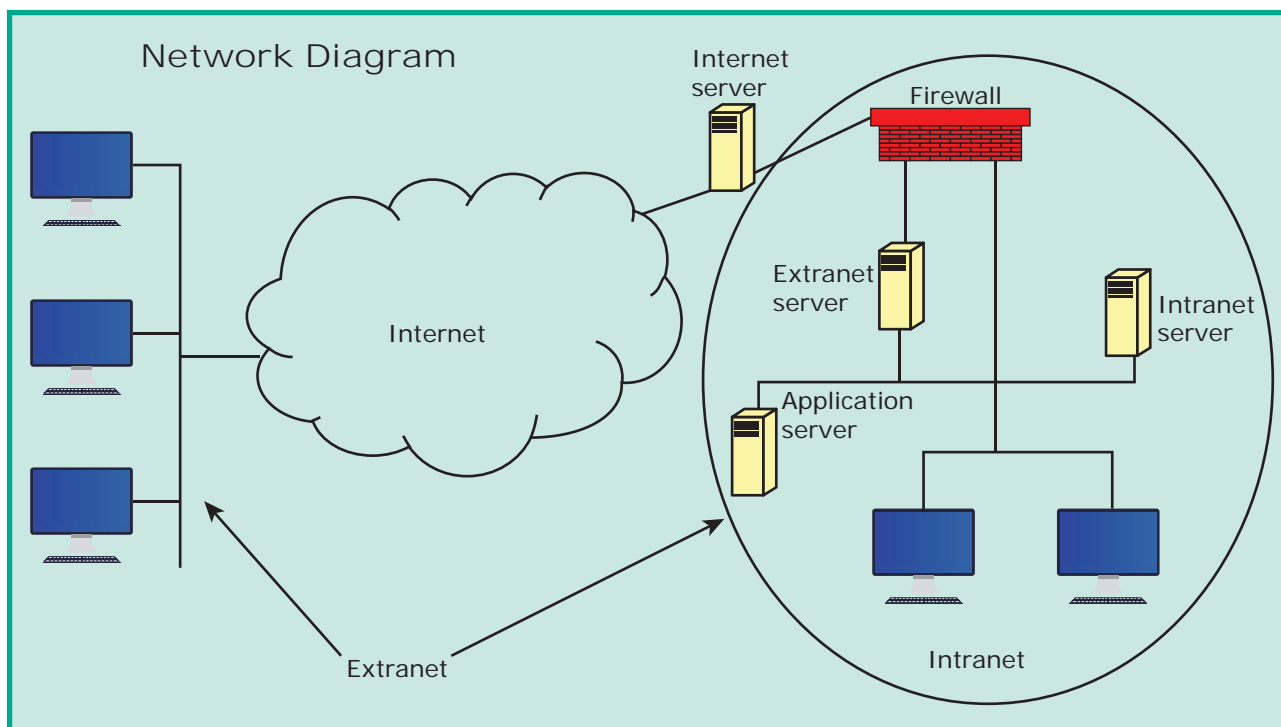 Network Diagram
Internet
server
Firewall
Extranet
server
Intranet
server
Internet
Application
server
Extranet
Intranet